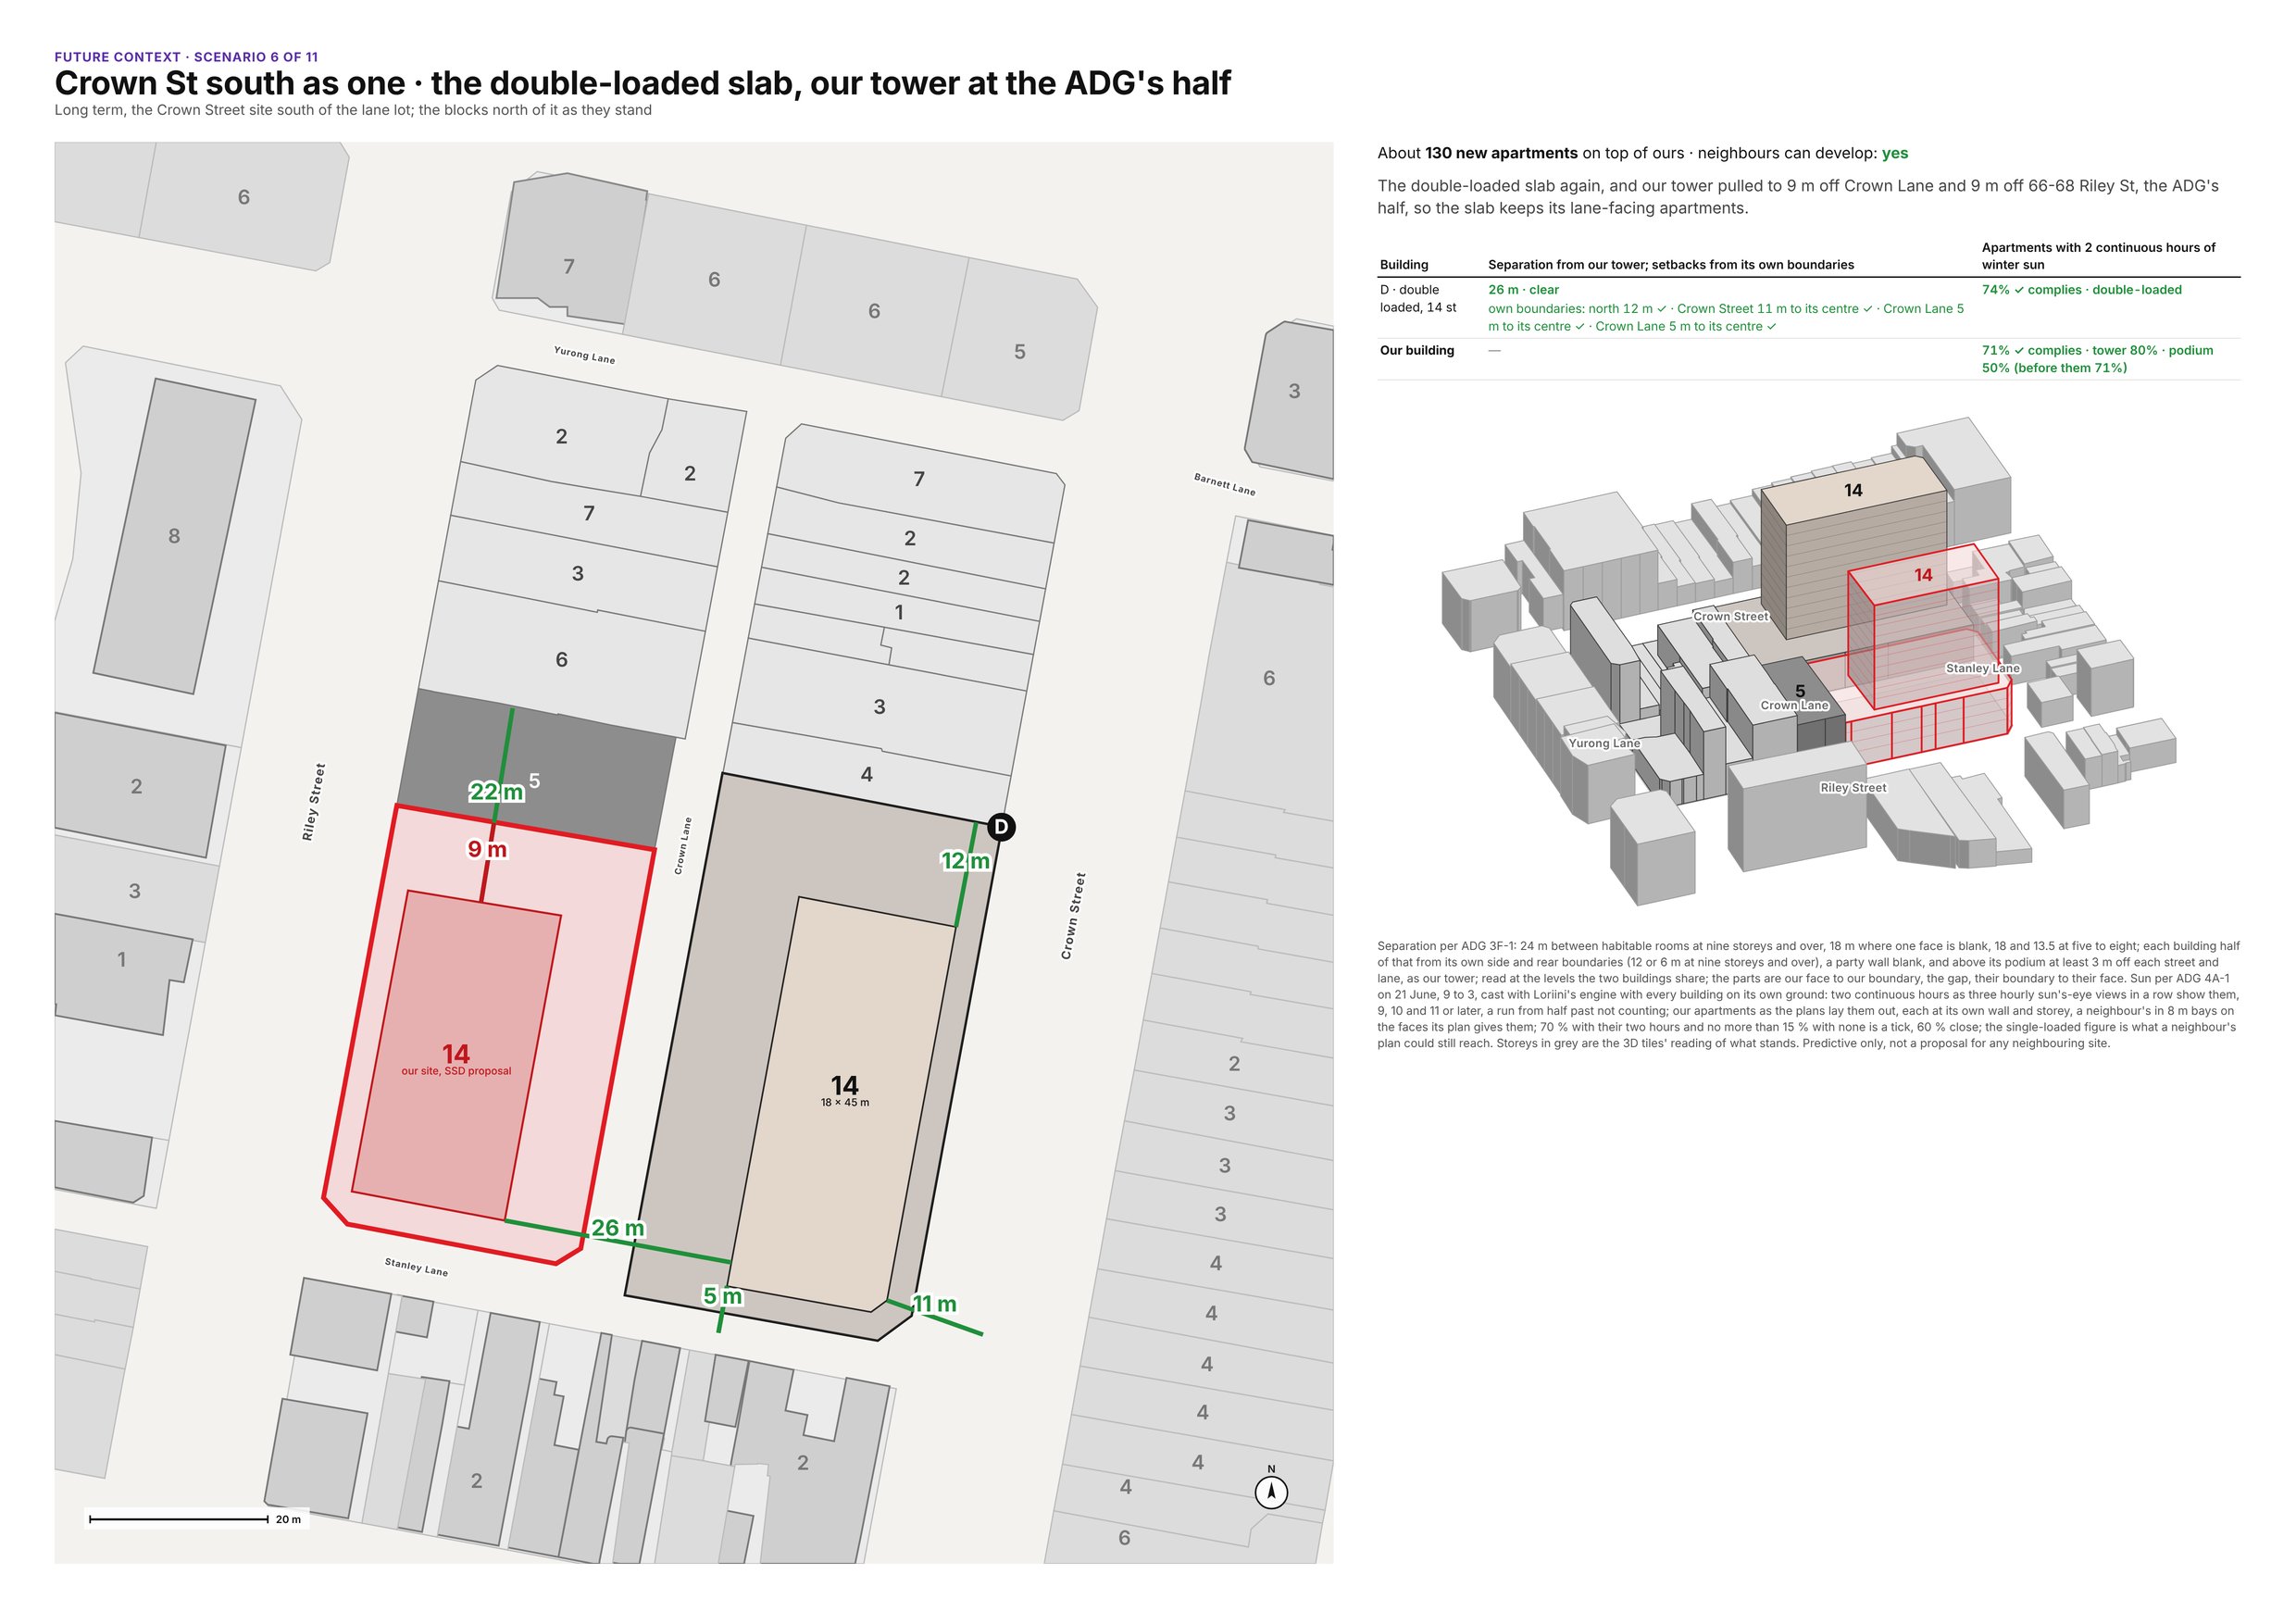 FUTURE CONTEXT · SCENARIO 6 OF 11
Crown St south as one · the double-loaded slab, our tower at the ADG's half
Long term, the Crown Street site south of the lane lot; the blocks north of it as they stand
6
7
6
6
5
3
Yurong Lane
Barnett Lane
2
2
7
3
6
5
22 m
9 m
7
2
2
1
3
4
8
2
3
1
Riley Street
Crown Lane
Crown Street
D
12 m
14
our site, SSD proposal
14
18 × 45 m
26 m
5 m
11 m
Stanley Lane
6
2
3
3
3
4
4
4
4
4
4
6
2
2
N
20 m
About 130 new apartments on top of ours · neighbours can develop: yes
The double-loaded slab again, and our tower pulled to 9 m off Crown Lane and 9 m off 66-68 Riley St, the ADG's
half, so the slab keeps its lane-facing apartments.
Building
Separation from our tower; setbacks from its own boundaries
Apartments with 2 continuous hours of
winter sun
D · double
loaded, 14 st
26 m · clear
own boundaries: north 12 m ✓ · Crown Street 11 m to its centre ✓ · Crown Lane 5
m to its centre ✓ · Crown Lane 5 m to its centre ✓
74% ✓ complies · double-loaded
Our building
—
71% ✓ complies · tower 80% · podium
50% (before them 71%)
14
14
5
Crown Street
Stanley Lane
Crown Lane
Yurong Lane
Riley Street
Separation per ADG 3F-1: 24 m between habitable rooms at nine storeys and over, 18 m where one face is blank, 18 and 13.5 at five to eight; each building half
of that from its own side and rear boundaries (12 or 6 m at nine storeys and over), a party wall blank, and above its podium at least 3 m off each street and
lane, as our tower; read at the levels the two buildings share; the parts are our face to our boundary, the gap, their boundary to their face. Sun per ADG 4A-1
on 21 June, 9 to 3, cast with Loriini's engine with every building on its own ground: two continuous hours as three hourly sun's-eye views in a row show them,
9, 10 and 11 or later, a run from half past not counting; our apartments as the plans lay them out, each at its own wall and storey, a neighbour's in 8 m bays on
the faces its plan gives them; 70 % with their two hours and no more than 15 % with none is a tick, 60 % close; the single-loaded figure is what a neighbour's
plan could still reach. Storeys in grey are the 3D tiles' reading of what stands. Predictive only, not a proposal for any neighbouring site.